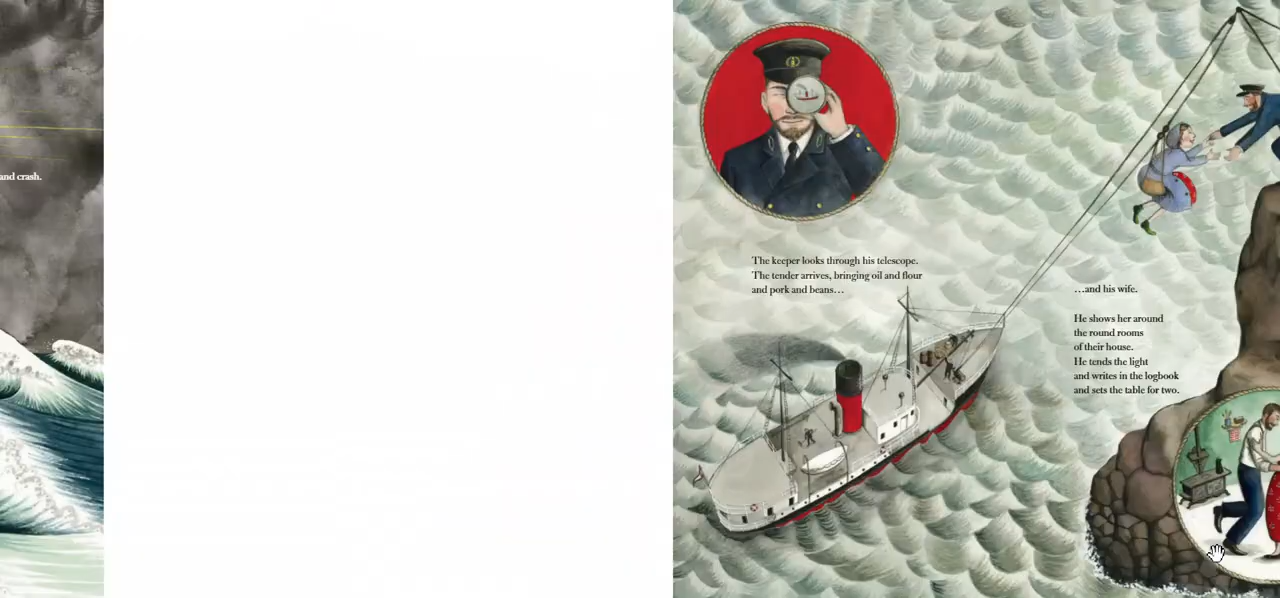 and crash.
The keeper looks through his telescope.
The tender arrives, bringing oil and flour
and pork and beans…
…and his wife.
He shows her around
the round rooms
of their house.
He tends the light
and writes in the logbook
and sets the table for two.